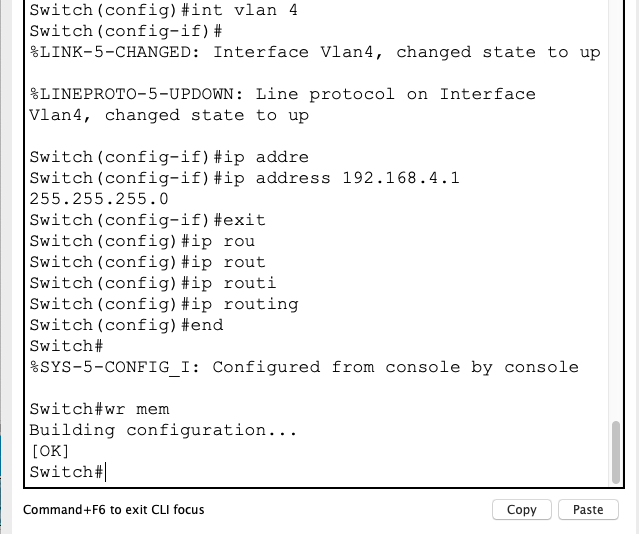 Switch(config)#int vlan 4
Switch(config-if)#
%LINK-5-CHANGED: Interface Vlan4, changed state to up
%LINEPROTO-5-UPDOWN: Line protocol on Interface
Vlan4, changed state to up
Switch(config-if)#ip addre
Switch(config-if)#ip address 192.168.4.1
255.255.255.0
Switch(config-if)#exit
Switch(config)#ip rou
Switch(config)#ip rout
Switch(config)#ip routi
Switch(config)#ip routing
Switch(config)#end
Switch#
%SYS-5-CONFIG_I: Configured from console by console
Switch#wr mem
Building configuration...
[OK]
Switch#
Command+F6 to exit CLI focus
Copy
Paste